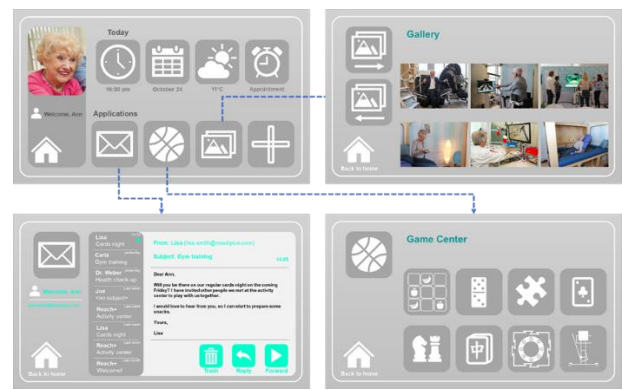 Today
10:30 pm
October 24
11°C
Appointment
Welcome, Ann
Applications
Gallery
Back to home
Lisa
Cards night
Carla
Gym training
Dr. Weber
Health check-up
Joe
<no subject>
Reach+
Activity center
Lisa
Cards night
Reach+
Activity center
Reach+
Welcome!
Welcome, Ann
Back to home
From: Lisa
Subject: Gym training
14:05
Dear Ann,
Will you be there on our regular cards night on the coming
Friday? I have invited other people we met at the activity
center to play with us together.
I would love to hear from you, so I can start to prepare some
snacks.
Yours,
Lisa
Trash
Reply
Forward
Game Center
Back to home